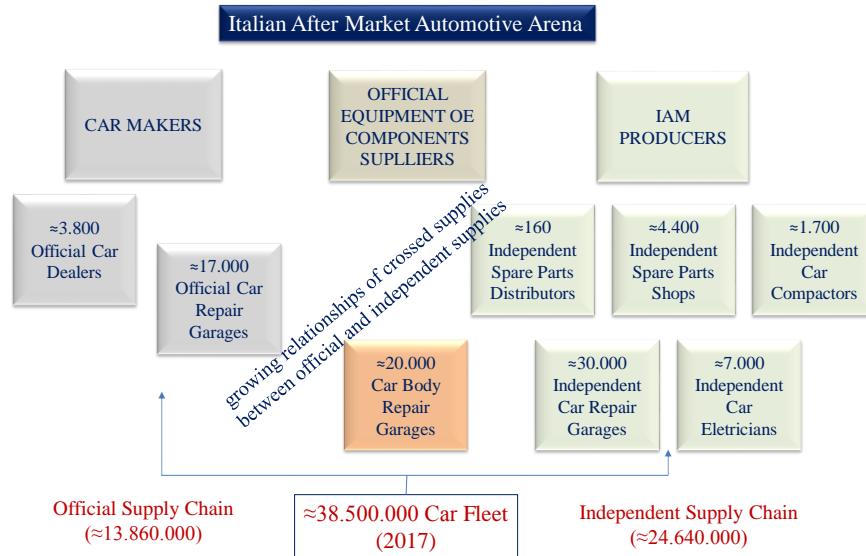 Italian After Market Automotive Arena
CAR MAKERS
OFFICIAL
EQUIPMENT OE
COMPONENTS
SUPLLIERS
IAM
PRODUCERS
≈3.800
Official Car
Dealers
≈17.000
Official Car
Repair
Garages
growing relationships of crossed supplies
between official and independent supplies
≈160
Independent
Spare Parts
Distributors
≈4.400
Independent
Spare Parts
Shops
≈1.700
Independent
Car
Compactors
≈20.000
Car Body
Repair
Garages
≈30.000
Independent
Car Repair
Garages
≈7.000
Independent
Car
Eletricians
Official Supply Chain
(≈13.860.000)
≈38.500.000 Car Fleet
(2017)
Independent Supply Chain
(≈24.640.000)